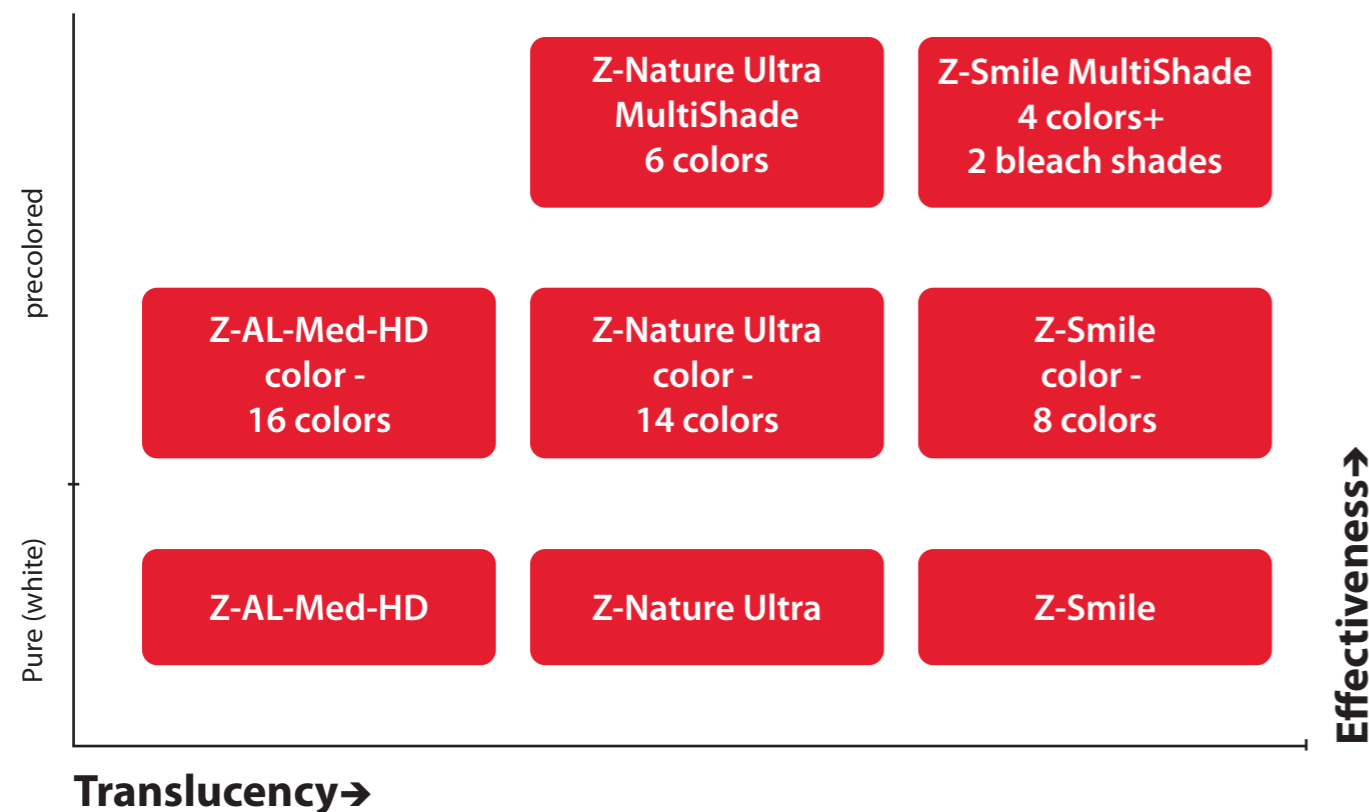 precolored
Z-Nature Ultra
MultiShade
6 colors
Z-Smile MultiShade
4 colors+
2 bleach shades
Z-AL-Med-HD
color -
16 colors
Z-Nature Ultra
color -
14 colors
Z-Smile
color -
8 colors
Pure (white)
Z-AL-Med-HD
Z-Nature Ultra
Z-Smile
Effectiveness→
Translucency→